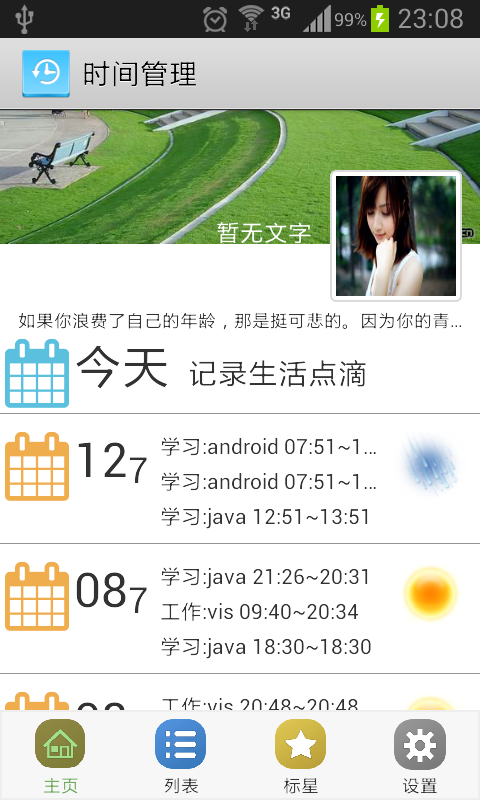 3G 99% 23:08
时间管理
暂无文字
如果你浪费了自己的年龄，那是挺可悲的。因为你的青...
今天 记录生活点滴
127
学习:android 07:51~1...
学习:android 07:51~1...
学习:java 12:51~13:51
087
学习:java 21:26~20:31
工作:vis 09:40~20:34
学习:java 18:30~18:30
工作:vis 20:48~20:48
主页 列表 标星 设置